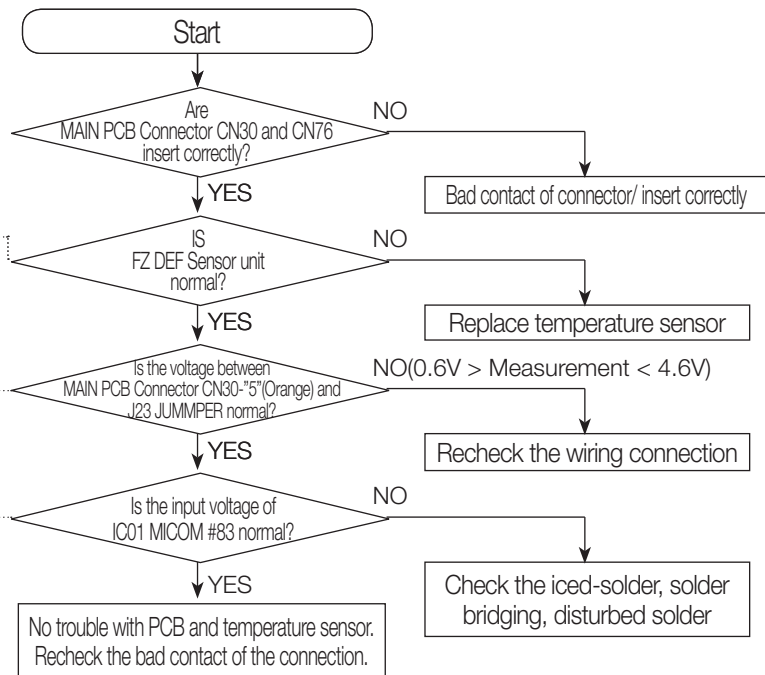 Start
Are
MAIN PCB Connector CN30 and CN76
insert correctly?
NO
Bad contact of connector/ insert correctly
YES
IS
FZ DEF Sensor unit
normal?
NO
Replace temperature sensor
YES
Is the voltage between
MAIN PCB Connector CN30-"5"(Orange) and
J23 JUMMPER normal?
NO(0.6V > Measurement < 4.6V)
Recheck the wiring connection
YES
Is the input voltage of
IC01 MICOM #83 normal?
NO
Check the iced-solder, solder
bridging, disturbed solder
YES
No trouble with PCB and temperature sensor.
Recheck the bad contact of the connection.